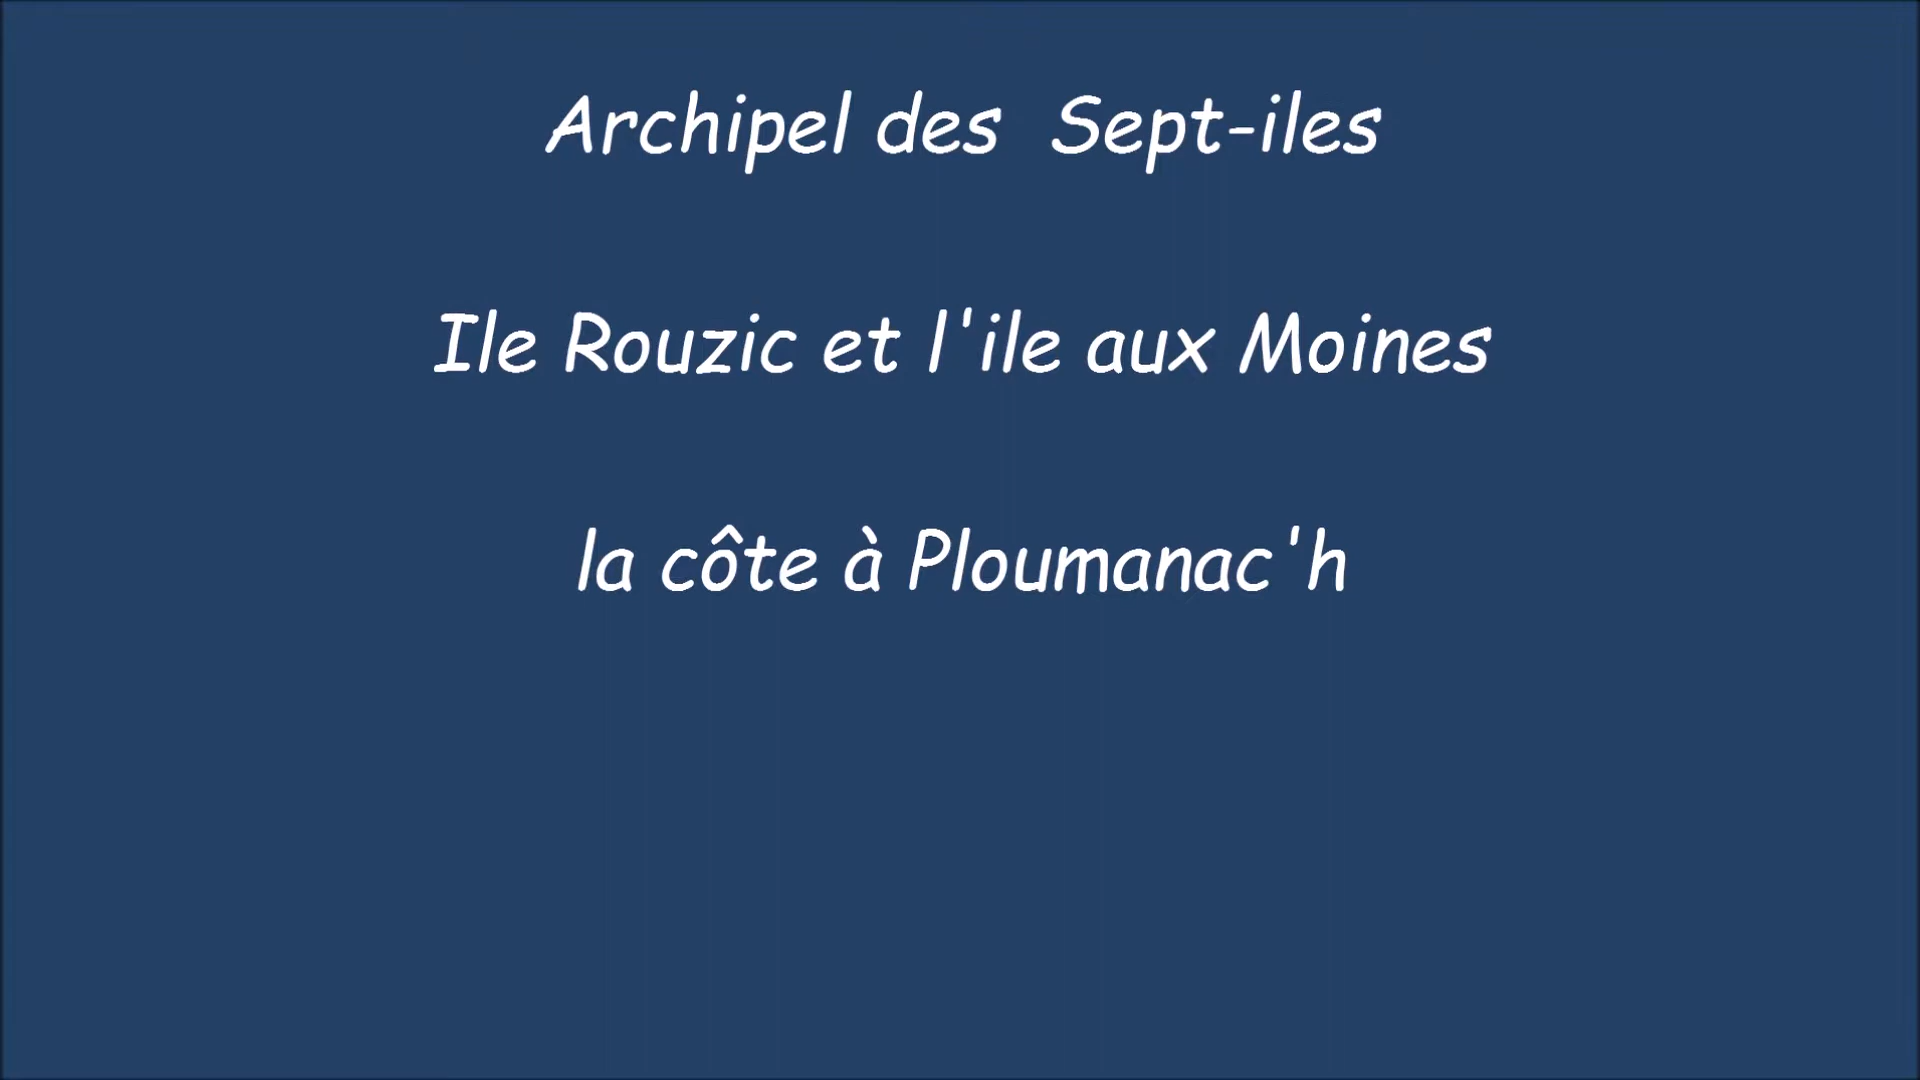 Archipel des  Sept-iles
Ile Rouzic et l'ile aux Moines
la côte à Ploumanac'h